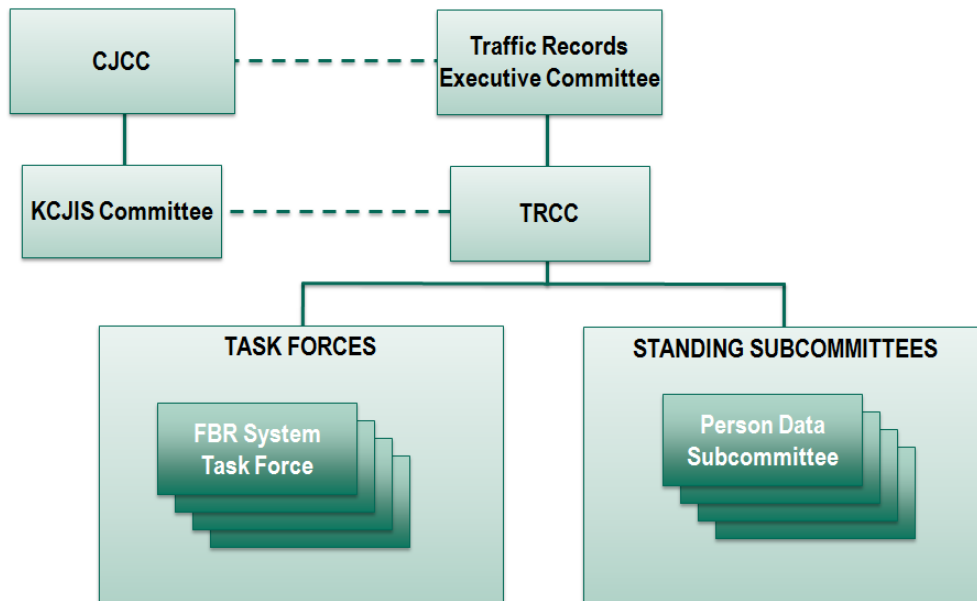 CJCC
Traffic Records
Executive Committee
KCJIS Committee
TRCC
TASK FORCES
FBR System
Task Force
STANDING SUBCOMMITTEES
Person Data
Subcommittee